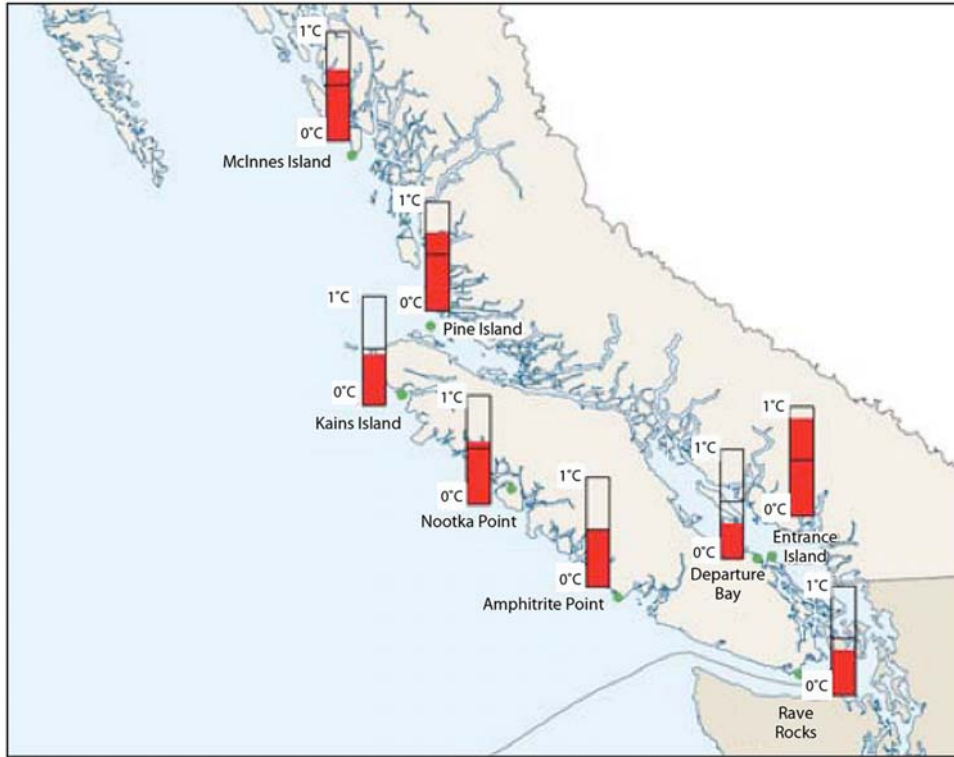 1°C
0°C
McInnes Island
1°C
0°C
Pine Island
1°C
0°C
Kains Island
1°C
0°C
Nootka Point
1°C
0°C
Amphitrite Point
1°C
0°C
Departure
Bay
1°C
0°C
Entrance
Island
1°C
0°C
Rave
Rocks